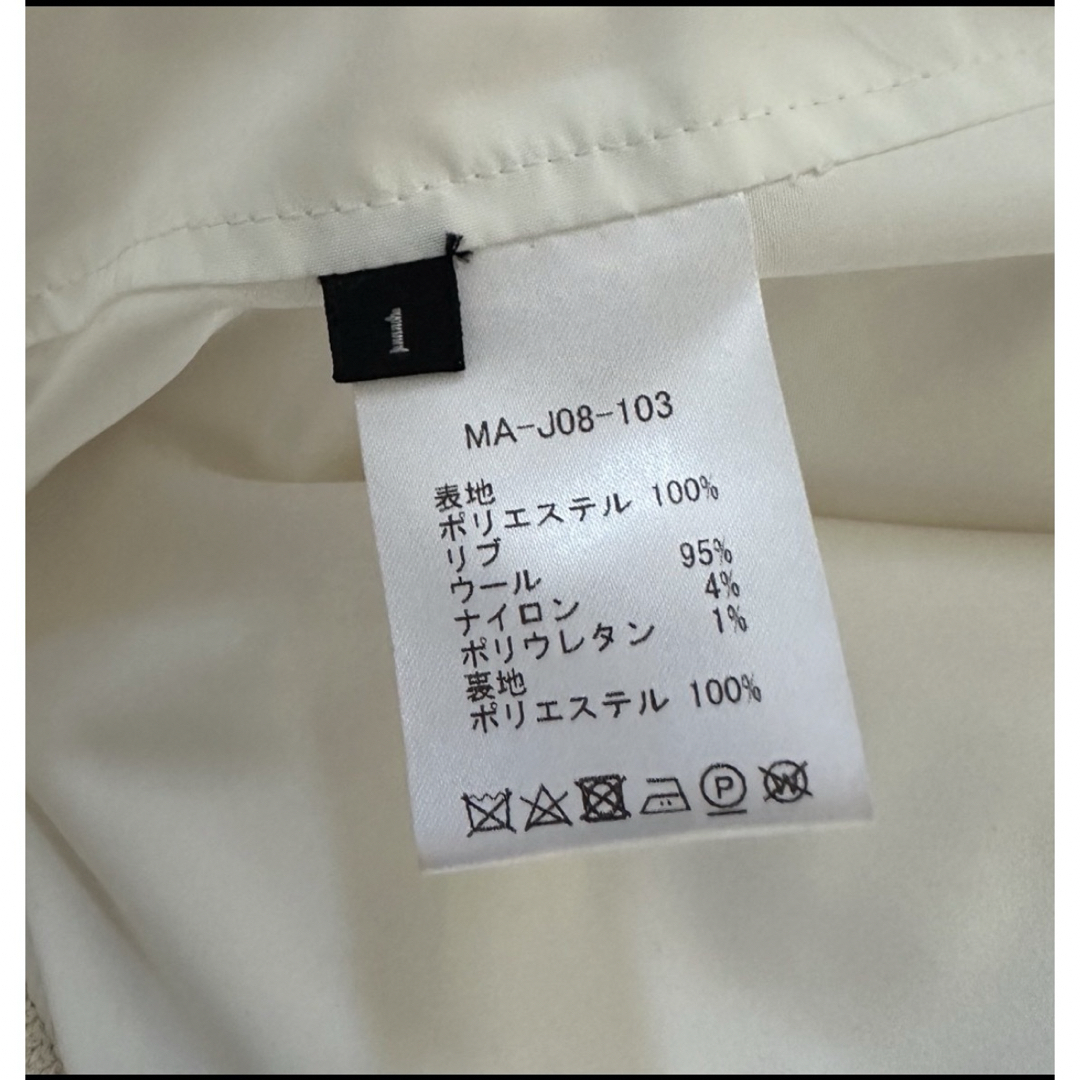 1
MA-J08-103
表地
ポリエステル 100%
リブ
ウール 95%
ナイロン 4%
ポリウレタン 1%
裏地
ポリエステル 100%
P W